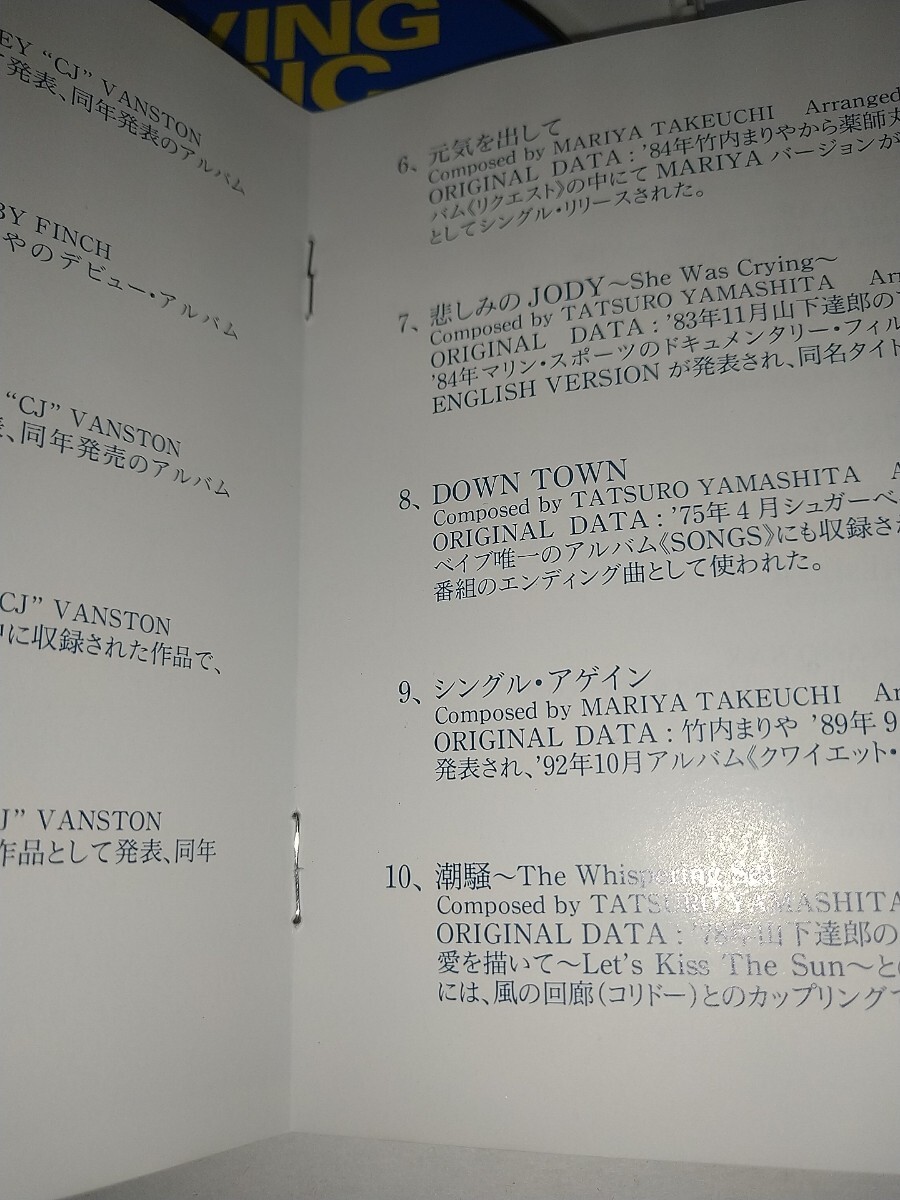 VING
SIC
EY “CJ” VANSTON
て発表、同年発表のアルバム
BY FINCH
やのデビュー・アルバム
“CJ” VANSTON
、同年発売のアルバム
CJ” VANSTON
中に収録された作品で、
J” VANSTON
作品として発表、同年
6、元気を出して
Composed by MARIYA TAKEUCHI Arranged
ORIGINAL DATA : ’84年竹内まりやから薬師丸
バム《リクエスト》の中にて MARIYA バージョンが
としてシングル・リリースされた。
7、悲しみの JODY～She Was Crying～
Composed by TATSURO YAMASHITA Arr
ORIGINAL DATA : ’83年11月山下達郎の
’84年マリン・スポーツのドキュメンタリー・フィル
ENGLISH VERSION が発表され、同名タイト
8、DOWN TOWN
Composed by TATSURO YAMASHITA A
ORIGINAL DATA : ’75年 4 月シュガーベ
ベイブ唯一のアルバム《SONGS》にも収録さ
番組のエンディング曲として使われた。
9、シングル・アゲイン
Composed by MARIYA TAKEUCHI Ar
ORIGINAL DATA : 竹内まりや ’89年 9
発表され、’92年10月アルバム《クワイエット・
10、潮騒～The Whispering Sea
Composed by TATSURO YAMASHITA
ORIGINAL DATA : ’78年山下達郎の
愛を描いて～Let’s Kiss The Sun～と
には、風の回廊（コリドー）とのカップリングで